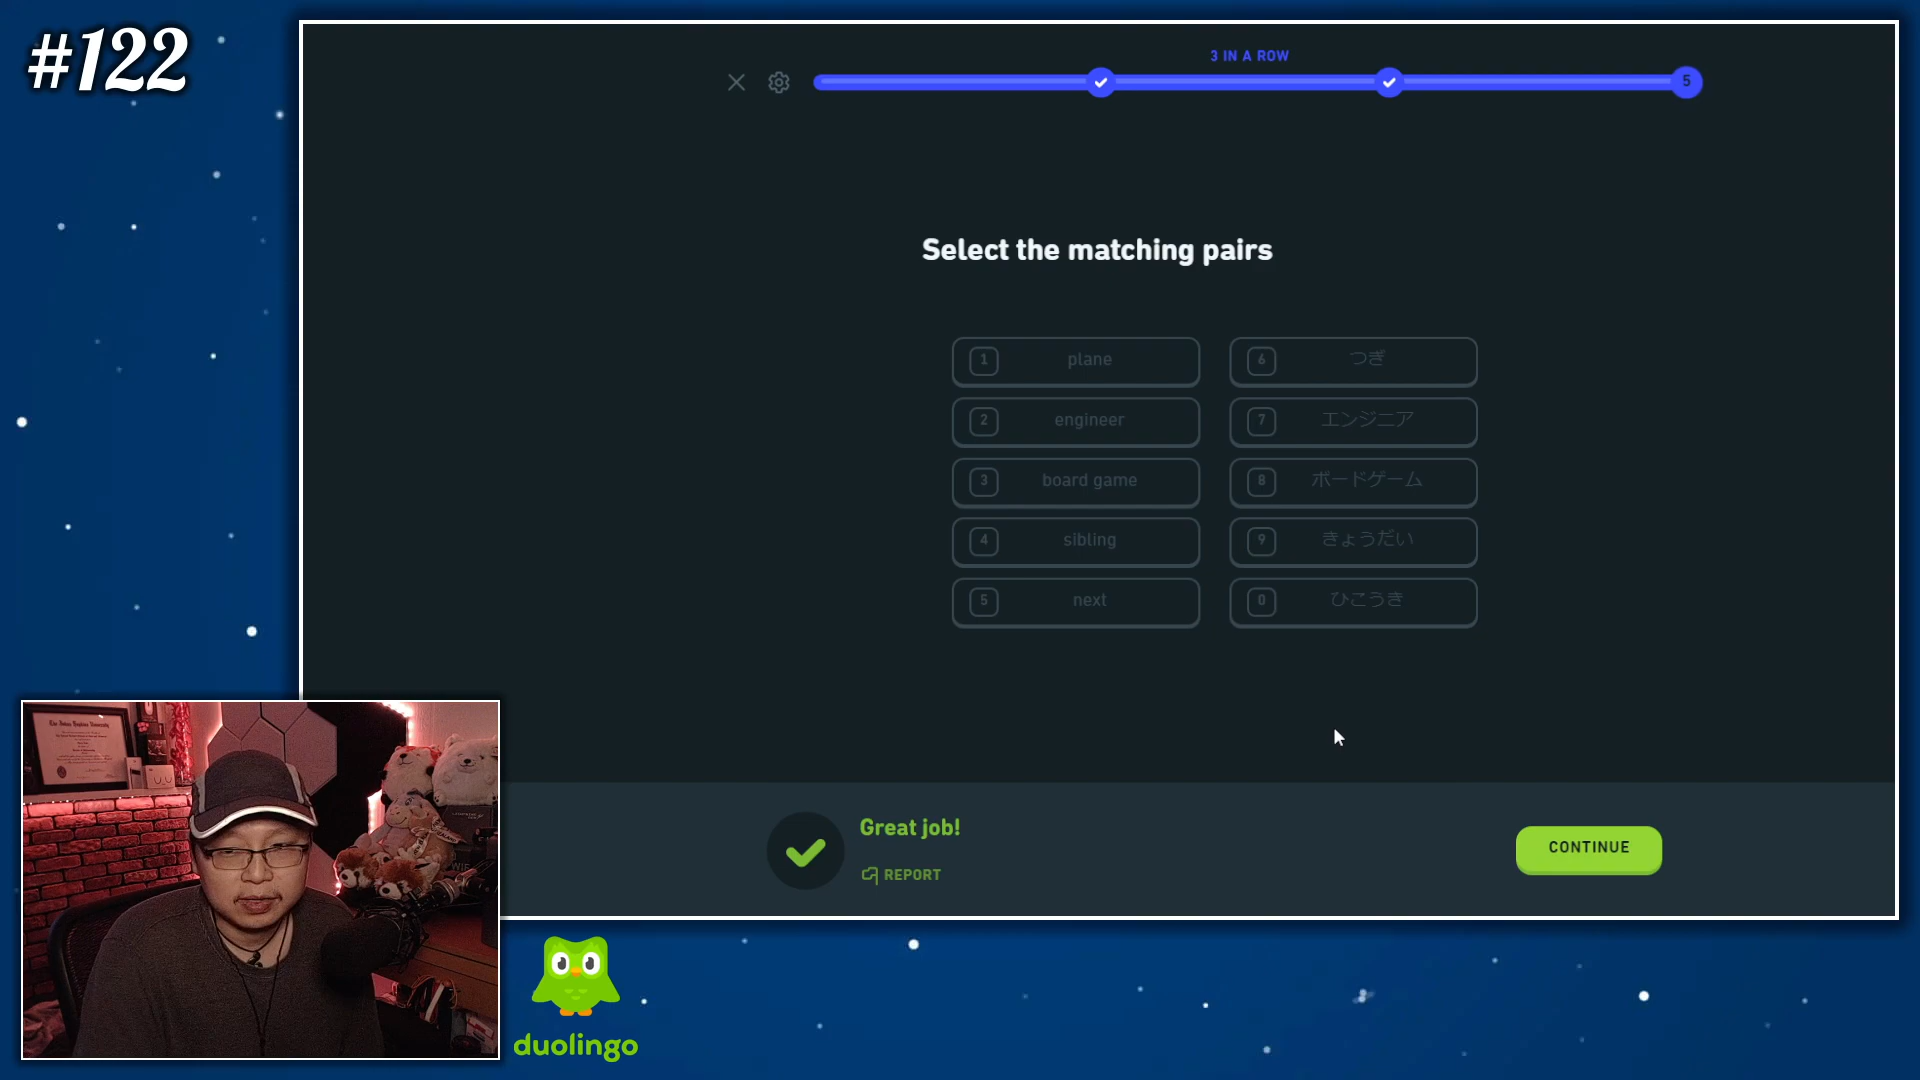 #122
3 IN A ROW
5
Select the matching pairs
1 plane
6 つぎ
2 engineer
7 エンジニア
3 board game
8 ボードゲーム
4 sibling
9 きょうだい
5 next
0 ひこうき
Great job!
REPORT
CONTINUE
duolingo